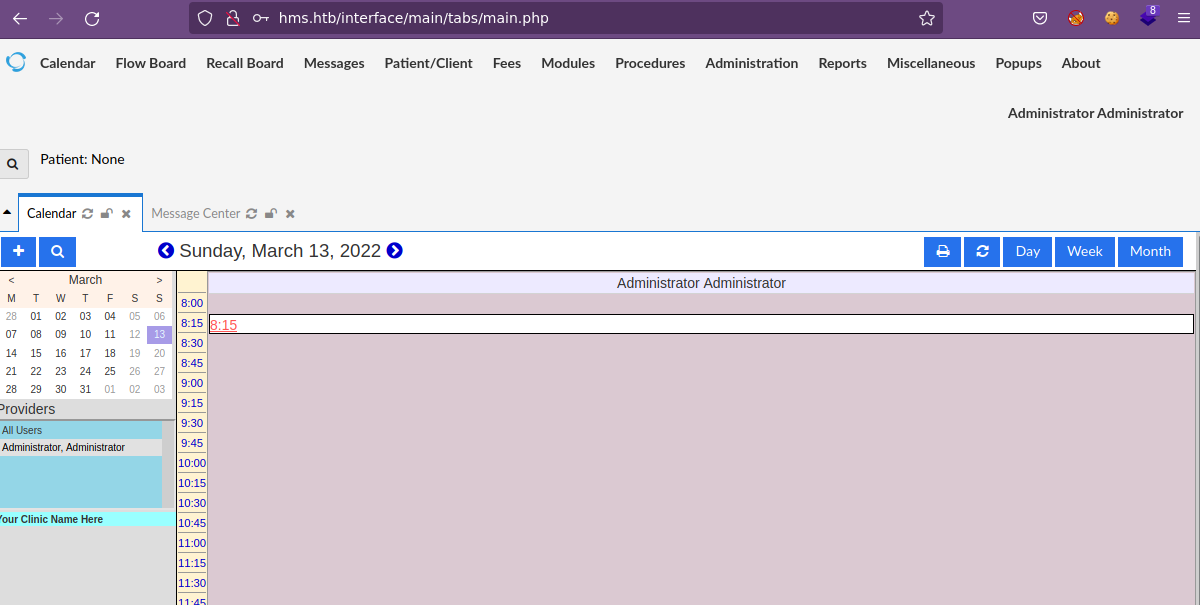 hms.htb/interface/main/tabs/main.php
8
Calendar Flow Board Recall Board Messages Patient/Client Fees Modules Procedures Administration Reports Miscellaneous Popups About
Administrator Administrator
Patient: None
Calendar Message Center
Sunday, March 13, 2022 Day Week Month
< March >
M T W T F S S
28 01 02 03 04 05 06
07 08 09 10 11 12 13
14 15 16 17 18 19 20
21 22 23 24 25 26 27
28 29 30 31 01 02 03
Providers
All Users
Administrator, Administrator
Your Clinic Name Here
Administrator Administrator
8:00
8:15 8:15
8:30
8:45
9:00
9:15
9:30
9:45
10:00
10:15
10:30
10:45
11:00
11:15
11:30
11:45